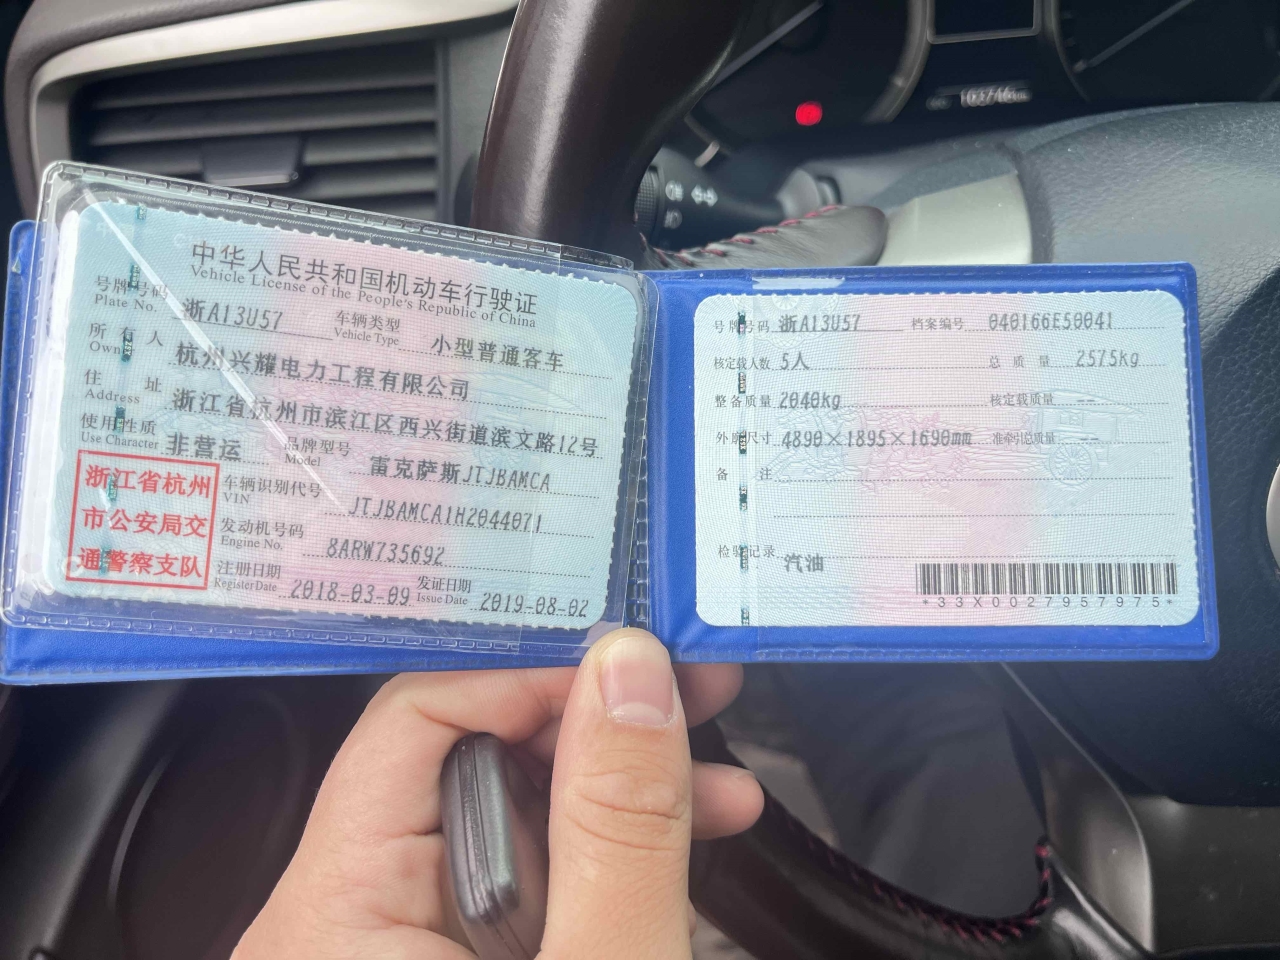 中华人民共和国机动车行驶证
Vehicle License of the People's Republic of China
号牌号码 浙A13U57 车辆类型 小型普通客车
Plate No. Vehicle Type
所有人 杭州兴耀电力工程有限公司
Owner
住址 浙江省杭州市滨江区西兴街道滨文路12号
Address
使用性质 非营运 品牌型号 雷克萨斯JTJBAMCA
Use Character Model
浙江省杭州
市公安局交
通警察支队
车辆识别代号 JTJBAMCA1H2044071
VIN
发动机号码 8ARW735692
Engine No.
注册日期 2018-03-09 发证日期 2019-08-02
Register Date Issue Date
号牌号码 浙A13U57 档案编号 040166E50041
核定载人数 5人 总质量 2575kg
整备质量 2040kg 核定载质量 --
外廓尺寸 4890×1895×1690mm 准牵引总质量 --
备注
检验记录 汽油
*33X0027957975*